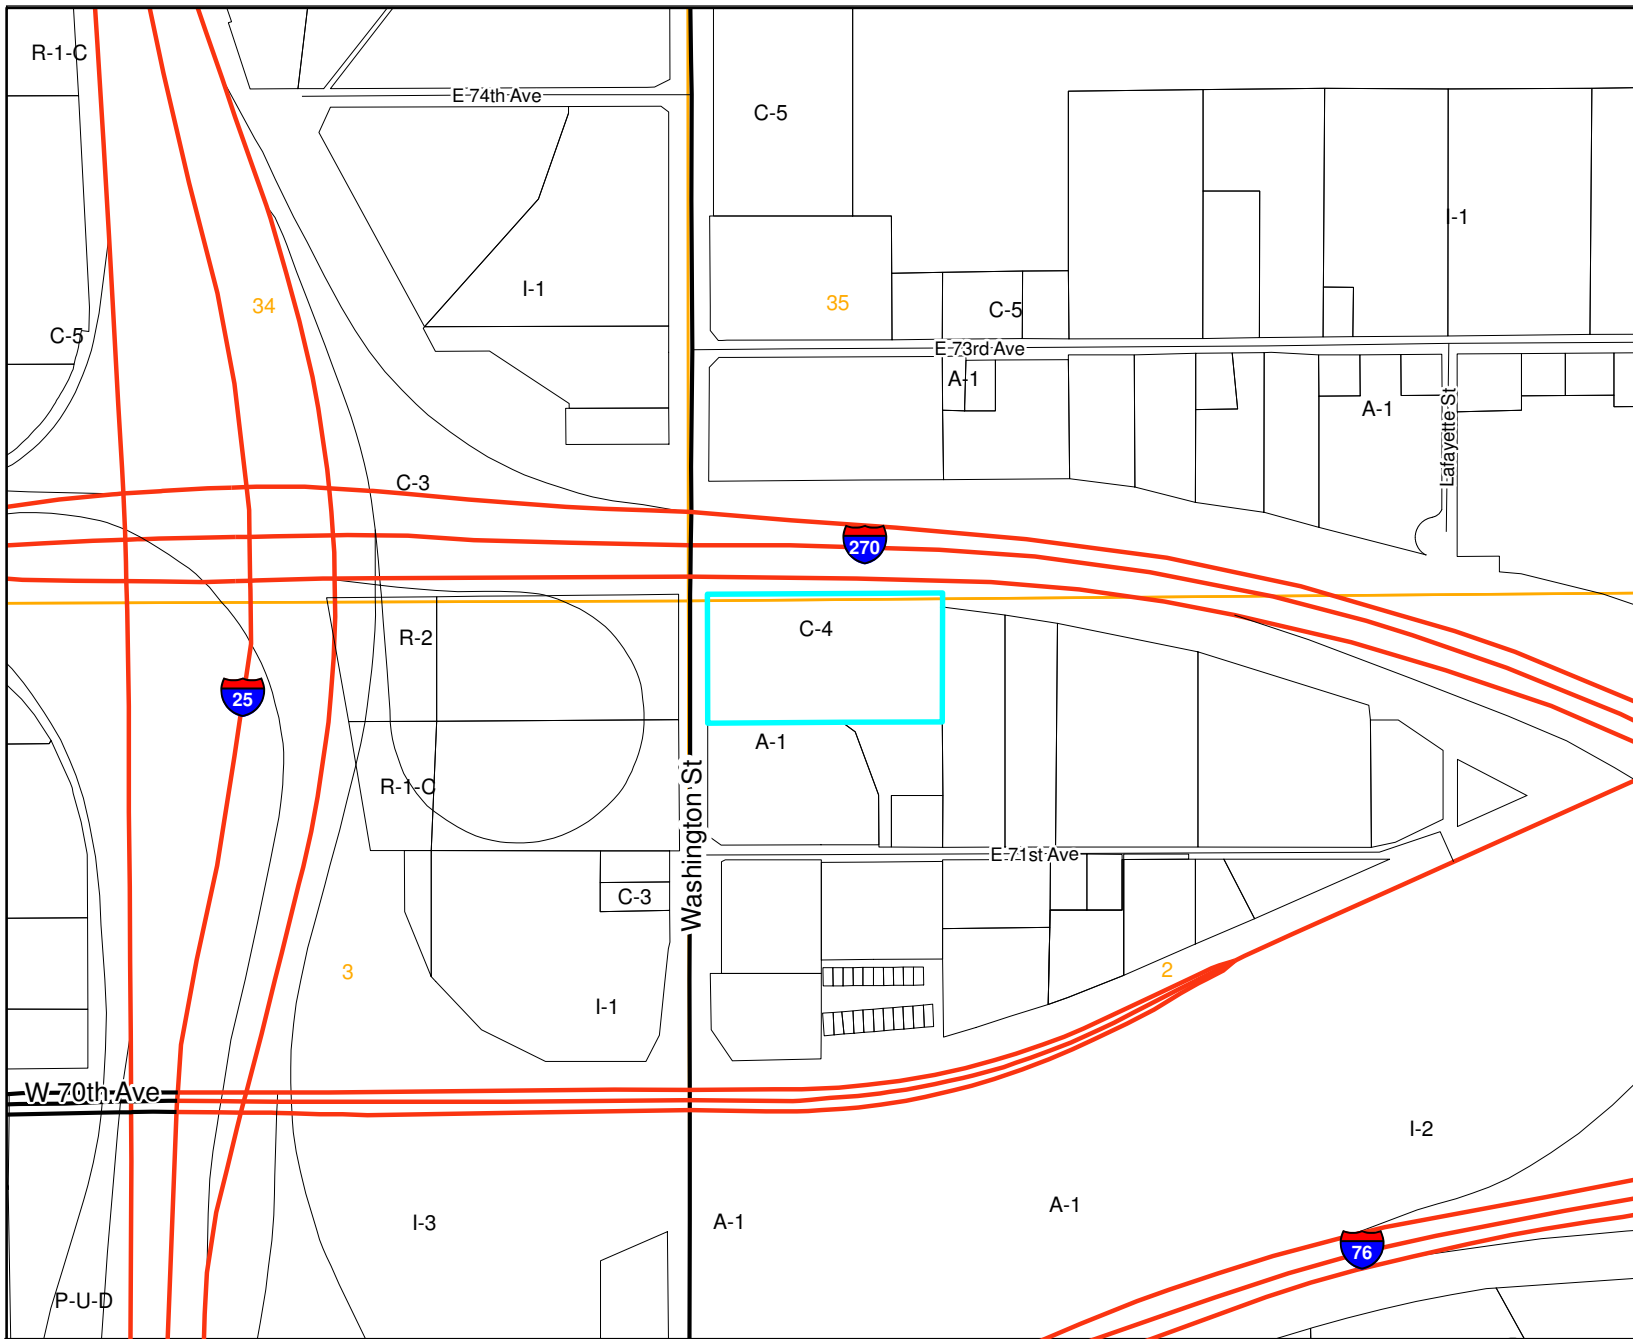 R-1-C
E 74th Ave
C-5
I-1
I-1
34
35
C-5
C-5
E 73rd Ave
A-1
A-1
Lafayette St
C-3
270
R-2
C-4
25
A-1
R-1-C
Washington St
E 71st Ave
C-3
3
2
I-1
W 70th Ave
I-2
A-1
I-3
A-1
76
P-U-D